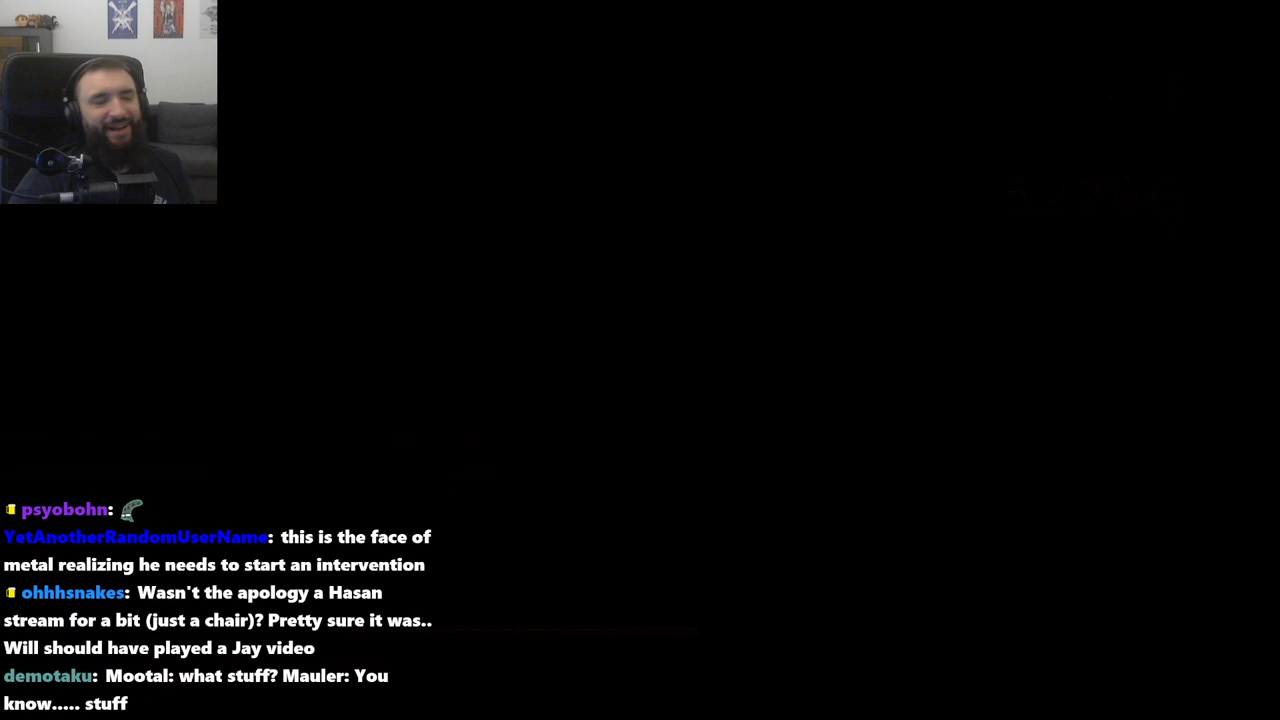 psyobohn:
YetAnotherRandomUserName: this is the face of
metal realizing he needs to start an intervention
ohhhsnakes: Wasn't the apology a Hasan
stream for a bit (just a chair)? Pretty sure it was..
Will should have played a Jay video
demotaku: Mootal: what stuff? Mauler: You
know..... stuff